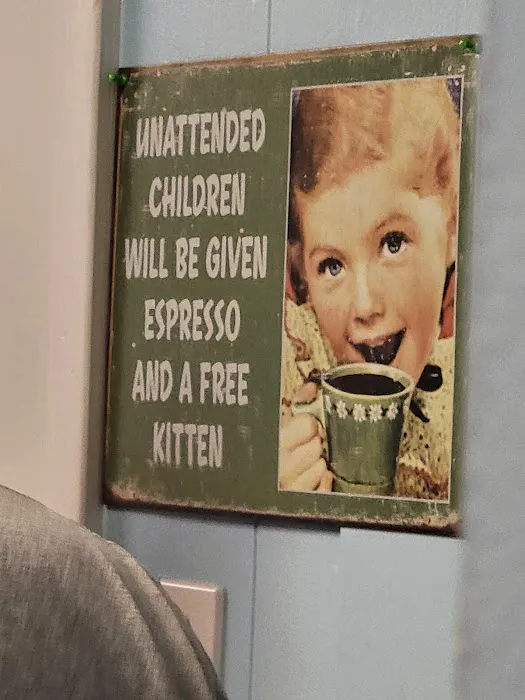 UNATTENDED
CHILDREN
WILL BE GIVEN
ESPRESSO
AND A FREE
KITTEN